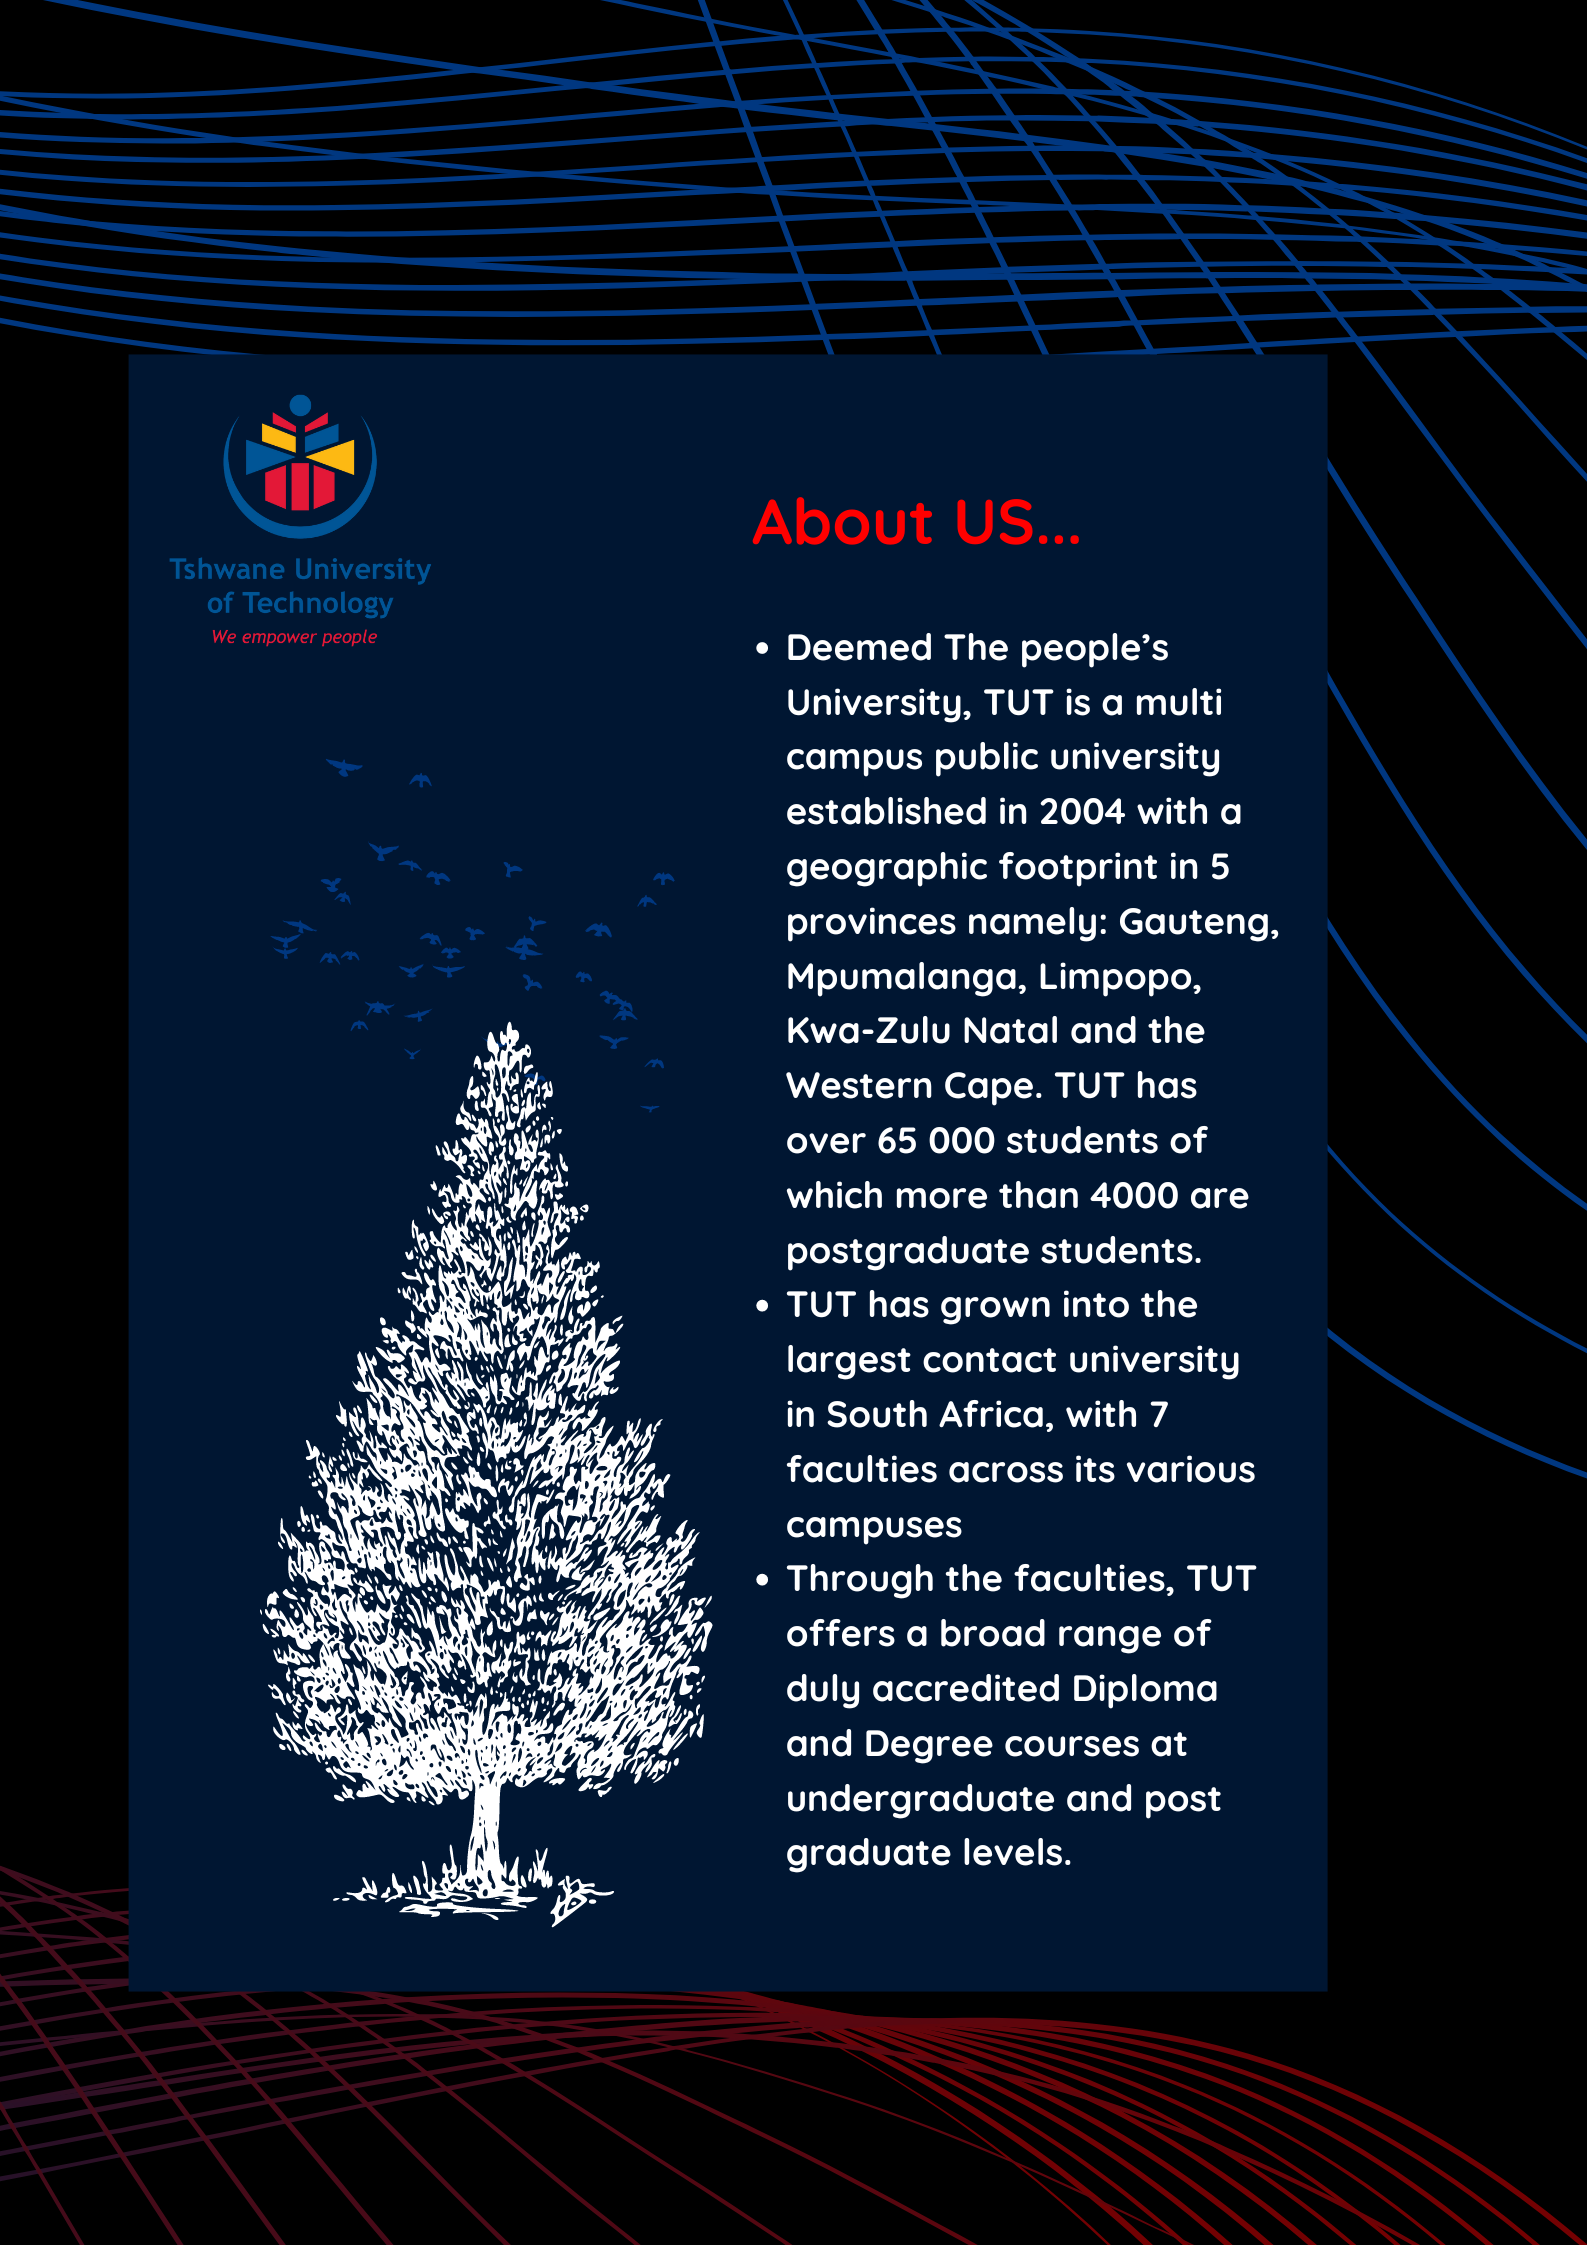 Tshwane University
of Technology
We empower people
About US...
• Deemed The people’s
University, TUT is a multi
campus public university
established in 2004 with a
geographic footprint in 5
provinces namely: Gauteng,
Mpumalanga, Limpopo,
Kwa-Zulu Natal and the
Western Cape. TUT has
over 65 000 students of
which more than 4000 are
postgraduate students.
• TUT has grown into the
largest contact university
in South Africa, with 7
faculties across its various
campuses
• Through the faculties, TUT
offers a broad range of
duly accredited Diploma
and Degree courses at
undergraduate and post
graduate levels.